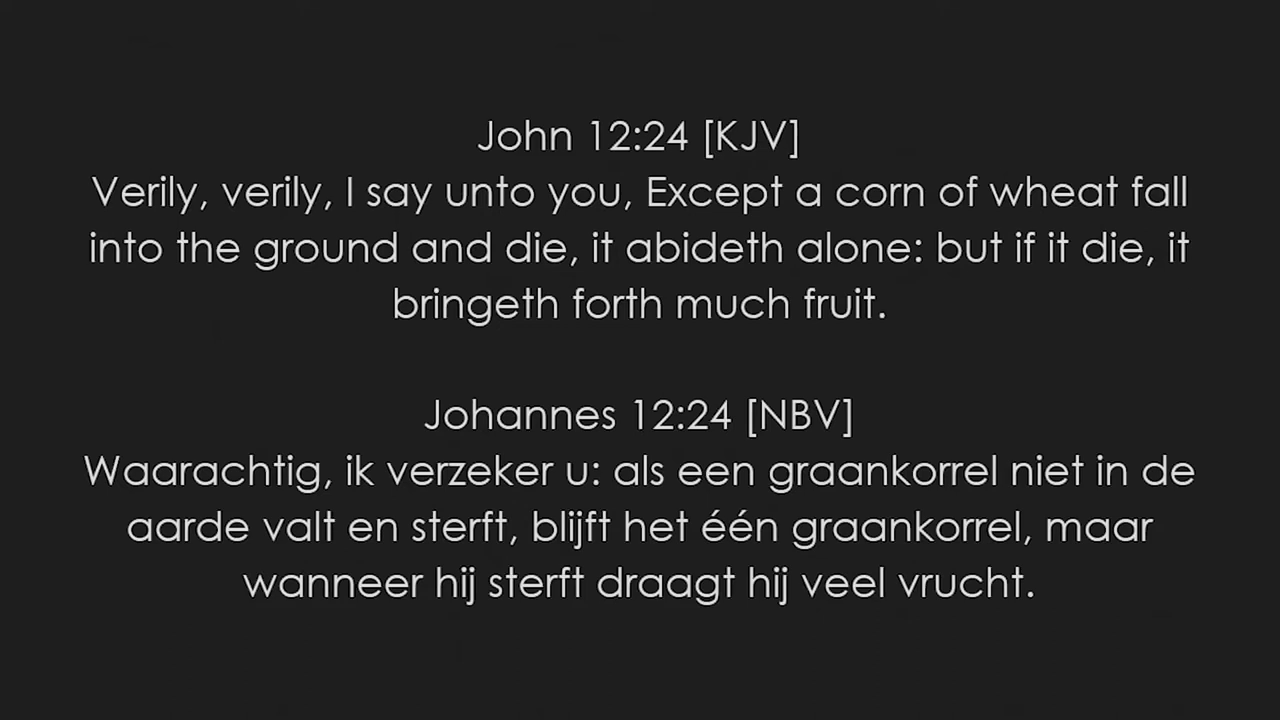 John 12:24 [KJV]
Verily, verily, I say unto you, Except a corn of wheat fall
into the ground and die, it abideth alone: but if it die, it
bringeth forth much fruit.
Johannes 12:24 [NBV]
Waarachtig, ik verzeker u: als een graankorrel niet in de
aarde valt en sterft, blijft het één graankorrel, maar
wanneer hij sterft draagt hij veel vrucht.